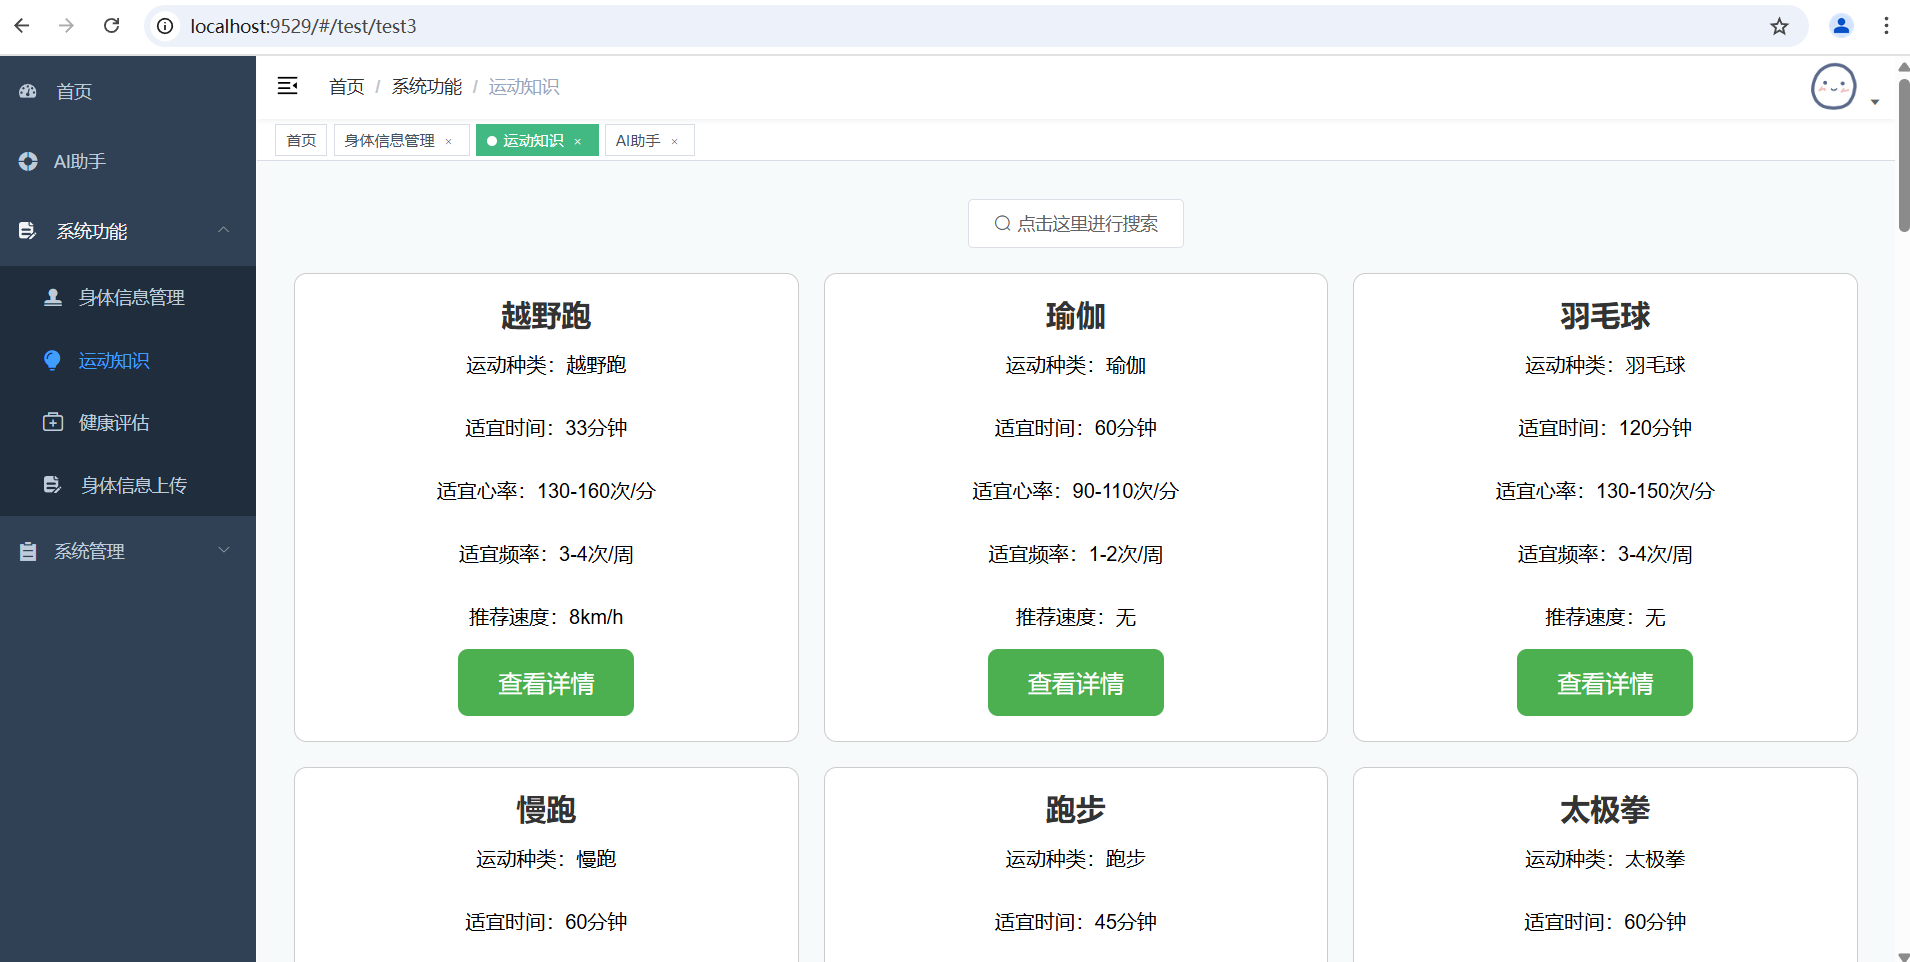 localhost:9529/#/test/test3
首页
AI助手
系统功能
身体信息管理
运动知识
健康评估
身体信息上传
系统管理
首页 / 系统功能 / 运动知识
首页 身体信息管理 × 运动知识 × AI助手 ×
点击这里进行搜索
越野跑
运动种类：越野跑
适宜时间：33分钟
适宜心率：130-160次/分
适宜频率：3-4次/周
推荐速度：8km/h
查看详情
瑜伽
运动种类：瑜伽
适宜时间：60分钟
适宜心率：90-110次/分
适宜频率：1-2次/周
推荐速度：无
查看详情
羽毛球
运动种类：羽毛球
适宜时间：120分钟
适宜心率：130-150次/分
适宜频率：3-4次/周
推荐速度：无
查看详情
慢跑
运动种类：慢跑
适宜时间：60分钟
跑步
运动种类：跑步
适宜时间：45分钟
太极拳
运动种类：太极拳
适宜时间：60分钟